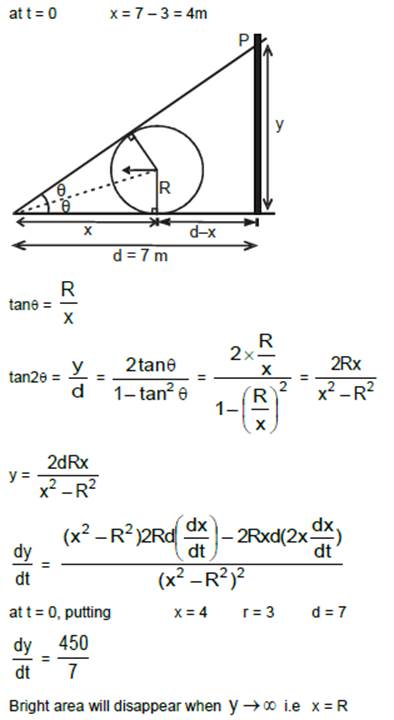 at t = 0 x = 7 – 3 = 4m
P
y
θ
θ
R
x
d–x
d = 7 m
tanθ = R/x
tan2θ = y/d = 2tanθ/(1– tan² θ) = (2×R/x)/(1–(R/x)²) = 2Rx/(x² –R²)
y = 2dRx/(x² –R²)
dy/dt = ((x² –R²)2Rd(dx/dt) – 2Rxd(2x dx/dt))/(x² –R²)²
at t = 0, putting x = 4 r = 3 d = 7
dy/dt = 450/7
Bright area will disappear when y → ∞ i.e x = R